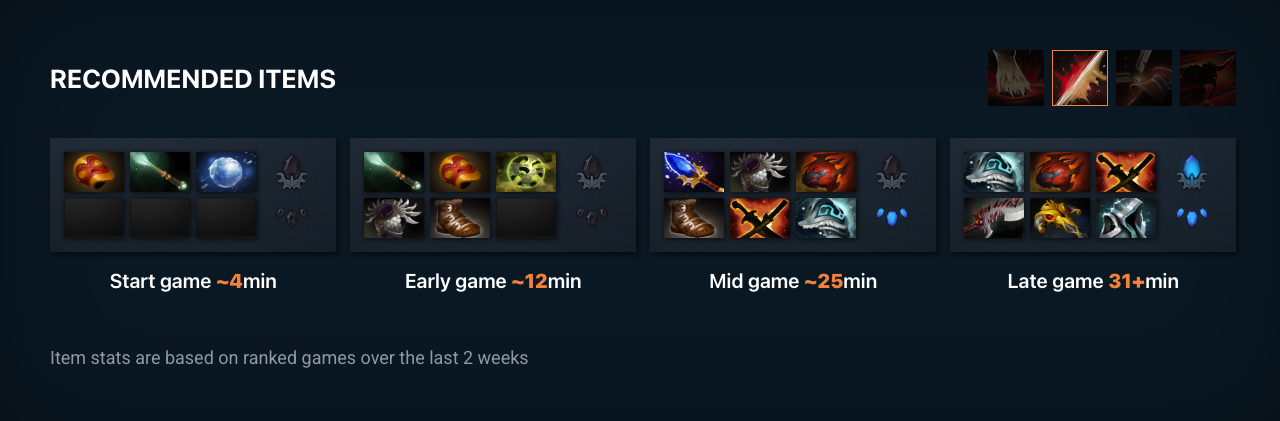 RECOMMENDED ITEMS
Start game ~4min
Early game ~12min
Mid game ~25min
Late game 31+min
Item stats are based on ranked games over the last 2 weeks